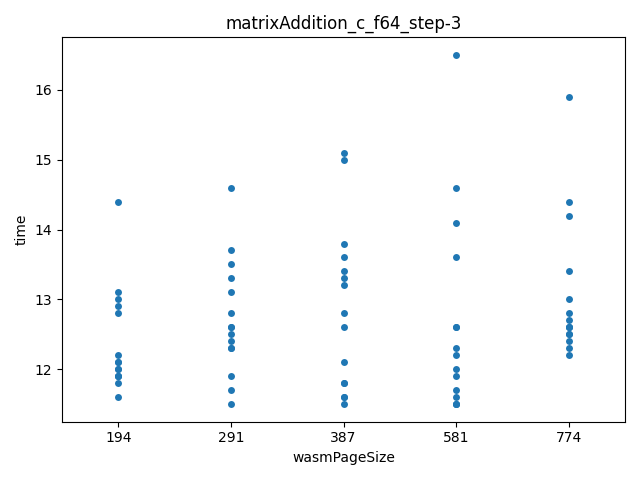 matrixAddition_c_f64_step-3
16
15
14
13
12
time
194 291 387 581 774
wasmPageSize